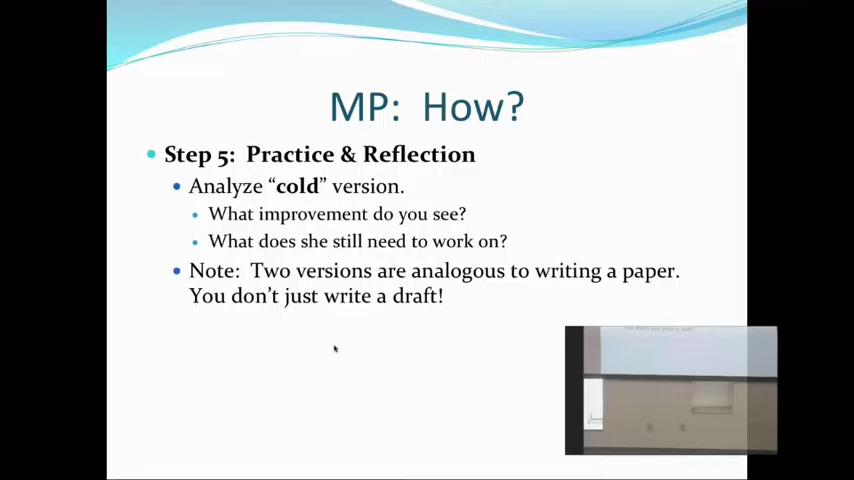 MP: How?
Step 5: Practice & Reflection
Analyze “cold” version.
What improvement do you see?
What does she still need to work on?
Note: Two versions are analogous to writing a paper.
You don’t just write a draft!